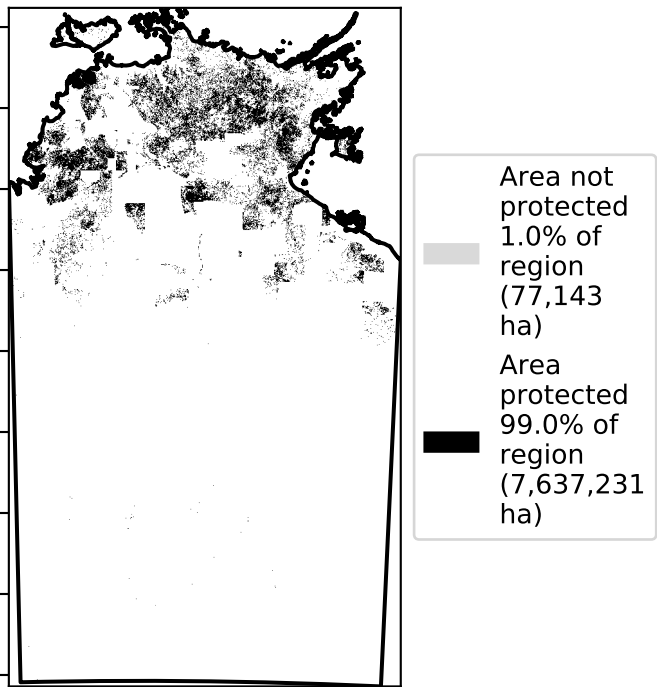 Area not
protected
1.0% of
region
(77,143
ha)
Area
protected
99.0% of
region
(7,637,231
ha)